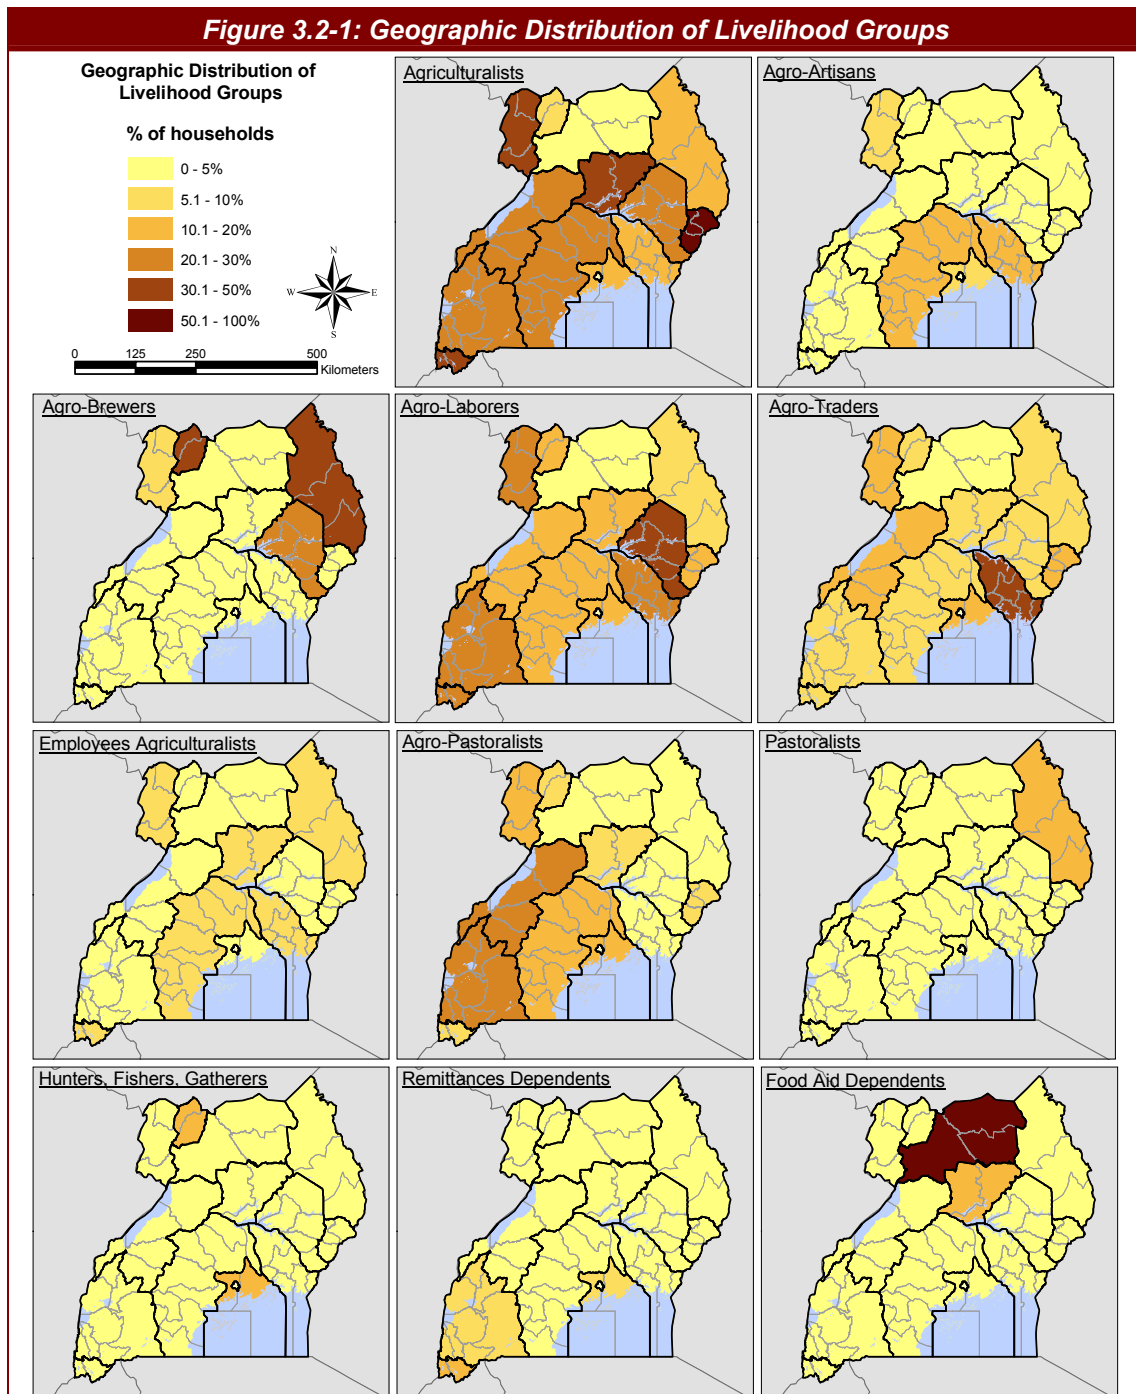 Figure 3.2-1: Geographic Distribution of Livelihood Groups
Geographic Distribution of
Livelihood Groups
% of households
0 - 5%
5.1 - 10%
10.1 - 20%
20.1 - 30%
30.1 - 50%
50.1 - 100%
N
W
E
S
0
125
250
500
Kilometers
Agriculturalists
Agro-Artisans
Agro-Brewers
Agro-Laborers
Agro-Traders
Employees Agriculturalists
Agro-Pastoralists
Pastoralists
Hunters, Fishers, Gatherers
Remittances Dependents
Food Aid Dependents